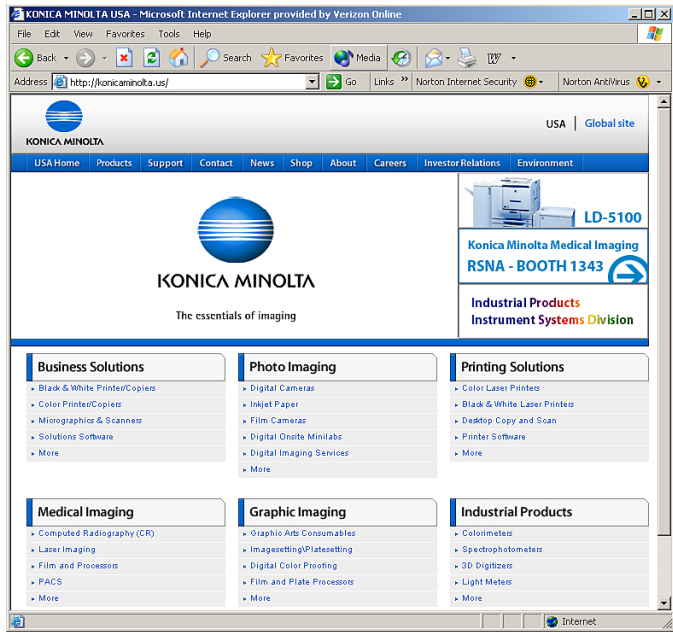 KONICA MINOLTA USA - Microsoft Internet Explorer provided by Verizon Online
File Edit View Favorites Tools Help
Back Search Favorites Media W
Address http://konicaminolta.us/ Go Links » Norton Internet Security Norton AntiVirus
KONICA MINOLTA
USA | Global site
USA Home Products Support Contact News Shop About Careers Investor Relations Environment
LD-5100
Konica Minolta Medical Imaging
RSNA - BOOTH 1343
KONICA MINOLTA
The essentials of imaging
Industrial Products
Instrument Systems Division
Business Solutions
Black & White Printer/Copiers
Color Printer/Copiers
Micrographics & Scanners
Solutions Software
More
Photo Imaging
Digital Cameras
Inkjet Paper
Film Cameras
Digital Onsite Minilabs
Digital Imaging Services
More
Printing Solutions
Color Laser Printers
Black & White Laser Printers
Desktop Copy and Scan
Printer Software
More
Medical Imaging
Computed Radiography (CR)
Laser Imaging
Film and Processors
PACS
More
Graphic Imaging
Graphic Arts Consumables
Imagesetting\Platesetting
Digital Color Proofing
Film and Plate Processors
More
Industrial Products
Colorimeters
Spectrophotometers
3D Digitizers
Light Meters
More
Internet